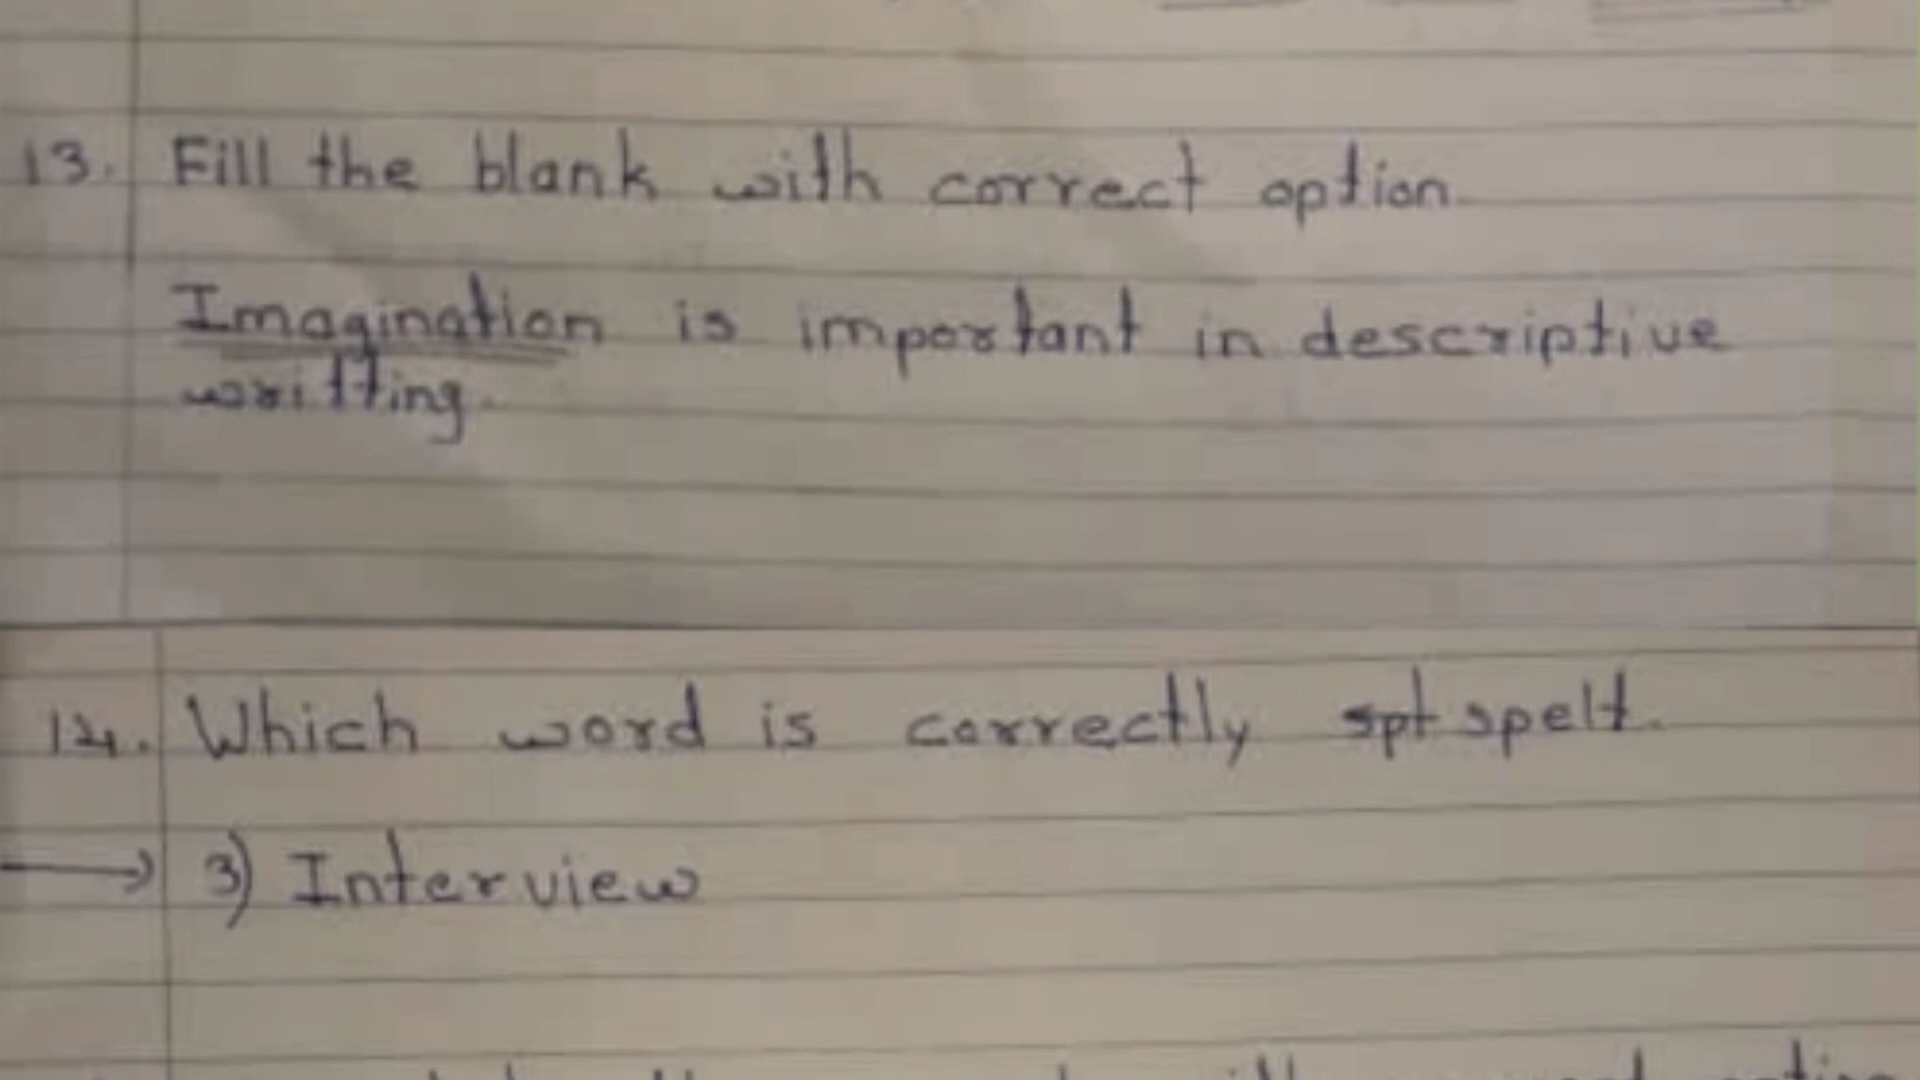 13. Fill the blank with correct option.
Imagination is important in descriptive
writting.
14. Which word is correctly spt spelt.
→ 3) Interview